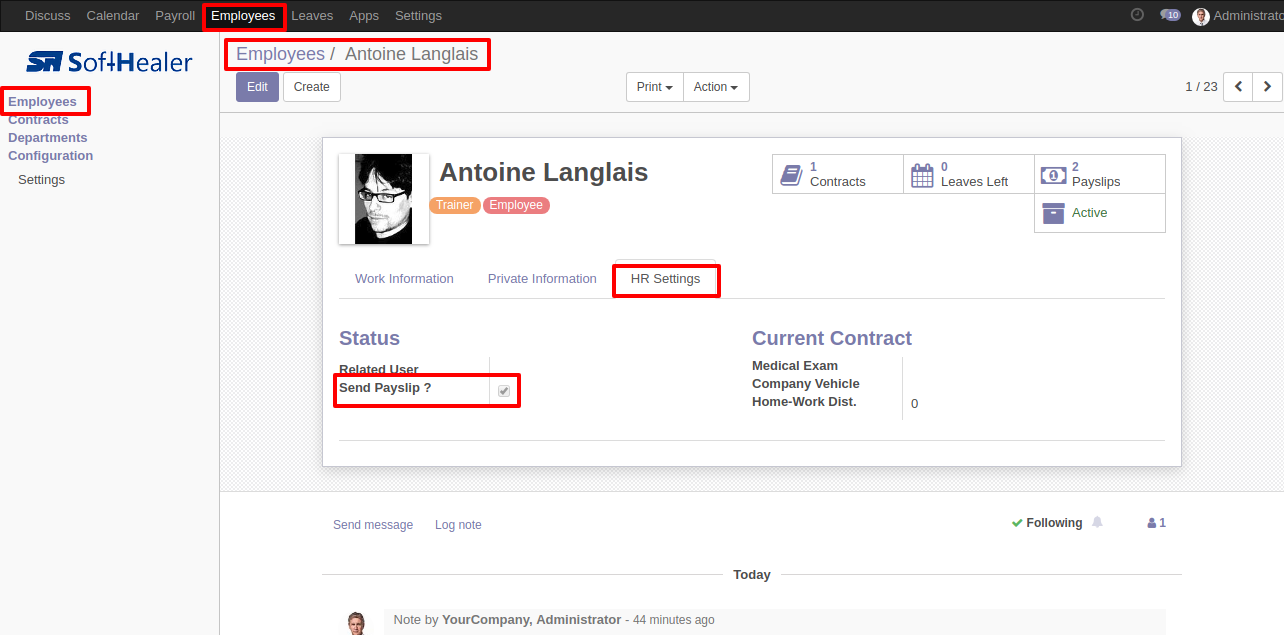 Discuss Calendar Payroll Employees Leaves Apps Settings 10 Administrato
SoftHealer
Employees
Contracts
Departments
Configuration
Settings
Employees / Antoine Langlais
Edit Create Print Action 1 / 23
Antoine Langlais
Trainer Employee
1 Contracts
0 Leaves Left
2 Payslips
Active
Work Information Private Information HR Settings
Status
Related User
Send Payslip ?
Current Contract
Medical Exam
Company Vehicle
Home-Work Dist. 0
Send message Log note Following 1
Today
Note by YourCompany, Administrator - 44 minutes ago